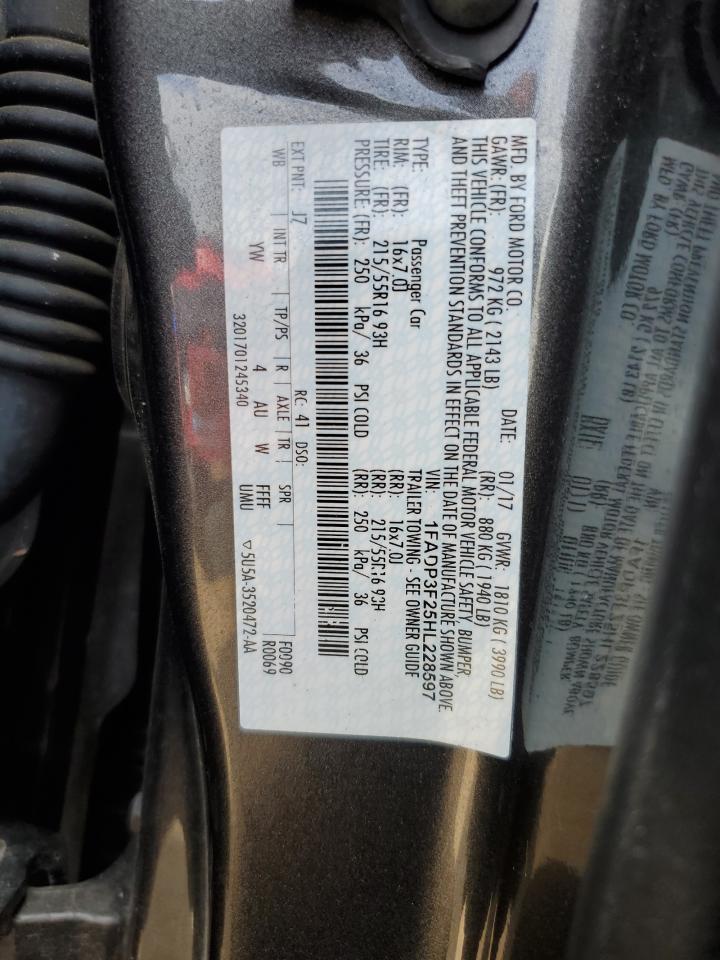 MFD. BY FORD MOTOR CO.
DATE: 01/17 GVWR: 1810 KG ( 3990 LB)
GAWR: (FR): 972 KG ( 2143 LB) (RR): 880 KG ( 1940 LB)
THIS VEHICLE CONFORMS TO ALL APPLICABLE FEDERAL MOTOR VEHICLE SAFETY, BUMPER,
AND THEFT PREVENTION STANDARDS IN EFFECT ON THE DATE OF MANUFACTURE SHOWN ABOVE.
VIN: 1FADP3F25HL228597
TYPE: Passenger Car TRAILER TOWING - SEE OWNER GUIDE
RIM: (FR): 16x7.0J (RR): 16x7.0J
TIRE: (FR): 215/55R16 93H (RR): 215/55R16 93H
PRESSURE: (FR): 250 kPa/ 36 PSI COLD (RR): 250 kPa/ 36 PSI COLD
EXT PNT: J7 RC: 41 DSO: F0090
R0069
WB INT TR TP/PS R AXLE TR SPR
YW 4 AU W FFFF
UMU
3201701245340 ▽5U5A-3520472-AA